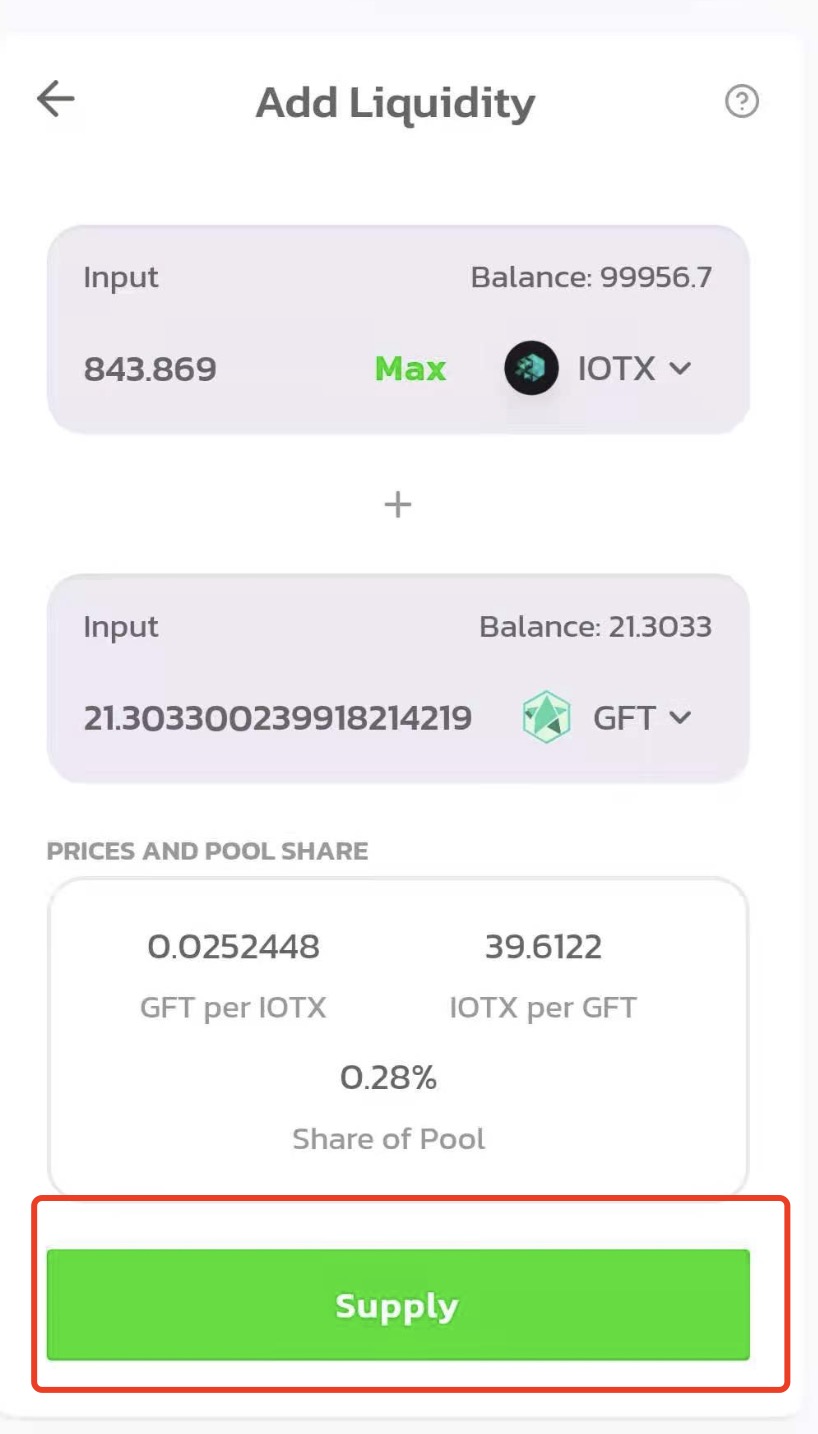 Add Liquidity
Input Balance: 99956.7
843.869 Max IOTX
+
Input Balance: 21.3033
21.303300239918214219 GFT
PRICES AND POOL SHARE
0.0252448 39.6122
GFT per IOTX IOTX per GFT
0.28%
Share of Pool
Supply